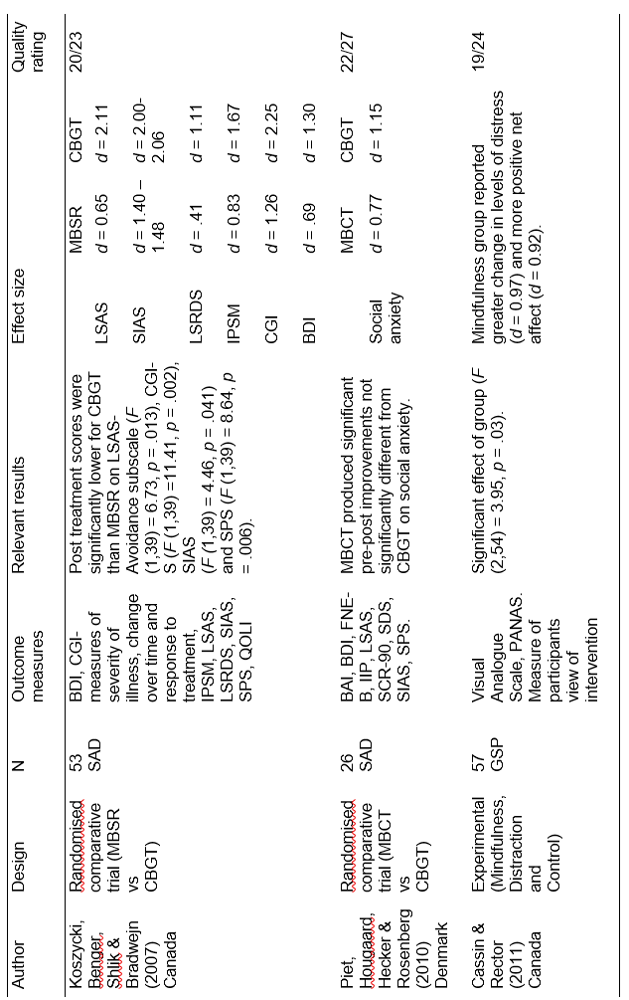 Author
Design
N
Outcome
measures
Relevant results
Effect size
Quality
rating
Koszycki,
Benger,
Shlik &
Bradwejn
(2007)
Canada
Randomised
comparative
trial (MBSR
vs
CBGT)
53
SAD
BDI, CGI-
measures of
severity of
illness, change
over time and
response to
treatment,
IPSM, LSAS,
LSRDS, SIAS,
SPS, QOLI
Post treatment scores were
significantly lower for CBGT
than MBSR on LSAS-
Avoidance subscale (F
(1,39) = 6.73, p = .013), CGI-
S (F (1,39) =11.41, p = .002),
SIAS
(F (1,39) = 4.46, p = .041)
and SPS (F (1,39) = 8.64, p
= .006).
MBSR CBGT
LSAS d = 0.65 d = 2.11
SIAS d = 1.40 – d = 2.00-
1.48 2.06
LSRDS d = .41 d = 1.11
IPSM d = 0.83 d = 1.67
CGI d = 1.26 d = 2.25
BDI d = .69 d = 1.30
20/23
Piet,
Hougaard,
Hecker &
Rosenberg
(2010)
Denmark
Randomised
comparative
trial (MBCT
vs
CBGT)
26
SAD
BAI, BDI, FNE-
B, IIP, LSAS,
SCR-90, SDS,
SIAS, SPS.
MBCT produced significant
pre-post improvements not
significantly different from
CBGT on social anxiety.
MBCT CBGT
Social d = 0.77 d = 1.15
anxiety
22/27
Cassin &
Rector
(2011)
Canada
Experimental
(Mindfulness,
Distraction
and
Control)
57
GSP
Visual
Analogue
Scale, PANAS.
Measure of
participants
view of
intervention
Significant effect of group (F
(2,54) = 3.95, p = .03).
Mindfulness group reported
greater change in levels of distress
(d = 0.97) and more positive net
affect (d = 0.92).
19/24